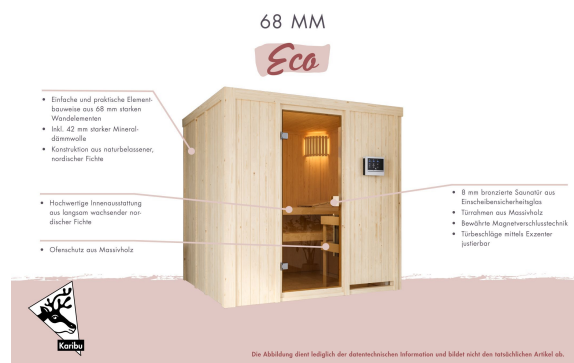 68 MM
Eco
• Einfache und praktische Element-
bauweise aus 68 mm starken
Wandelementen
• Inkl. 42 mm starker Mineral-
dämmwolle
• Konstruktion aus naturbelassener,
nordischer Fichte
• Hochwertige Innenausstattung
aus langsam wachsender nor-
discher Fichte
• Ofenschutz aus Massivholz
• 8 mm bronzierte Saunatür aus
Einscheibensicherheitsglas
• Türrahmen aus Massivholz
• Bewährte Magnetverschlusstechnik
• Türbeschläge mittels Exzenter
justierbar
Karibu
Die Abbildung dient lediglich der datentechnischen Information und bildet nicht den tatsächlichen Artikel ab.